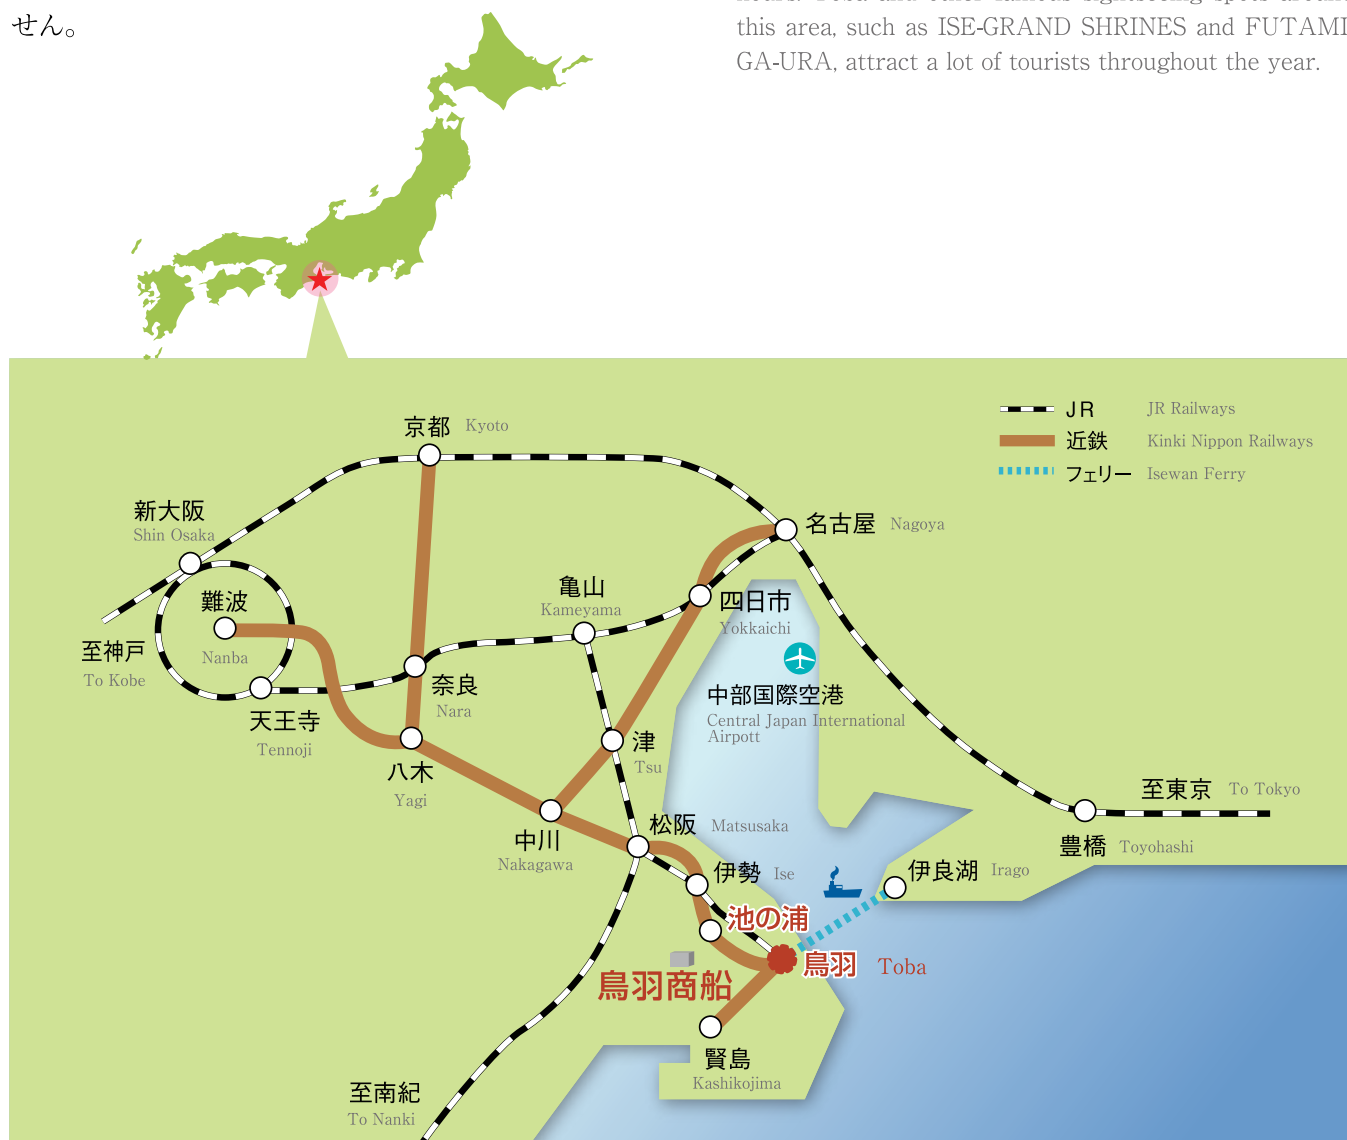 せん。
this area, such as ISE-GRAND SHRINES and FUTAMI
GA-URA, attract a lot of tourists throughout the year.
JR JR Railways
近鉄 Kinki Nippon Railways
フェリー Isewan Ferry
京都 Kyoto
新大阪
Shin Osaka
名古屋 Nagoya
難波
Nanba
亀山
Kameyama
四日市
Yokkaichi
至神戸
To Kobe
奈良
Nara
中部国際空港
Central Japan International
Airpott
天王寺
Tennoji
津
Tsu
八木
Yagi
至東京 To Tokyo
中川
Nakagawa
松阪 Matsusaka
豊橋 Toyohashi
伊勢 Ise
伊良湖 Irago
池の浦
鳥羽 Toba
鳥羽商船
賢島
Kashikojima
至南紀
To Nanki